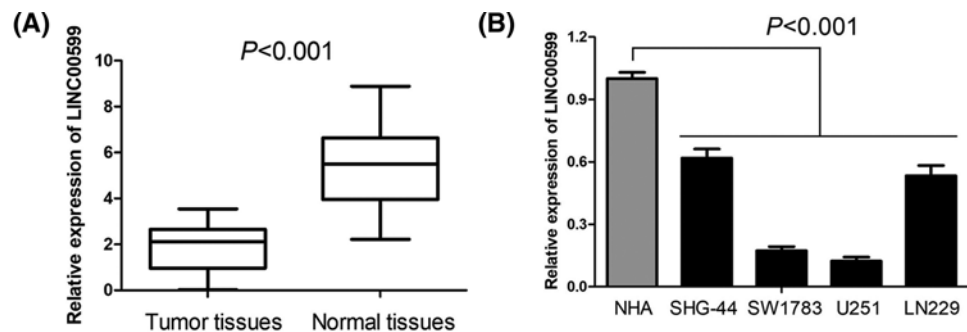 (A)
P<0.001
Relative expression of LINC00599
10
8
6
4
2
0
Tumor tissues Normal tissues
(B)
P<0.001
Relative expression of LINC00599
1.2
0.9
0.6
0.3
0.0
NHA SHG-44 SW1783 U251 LN229